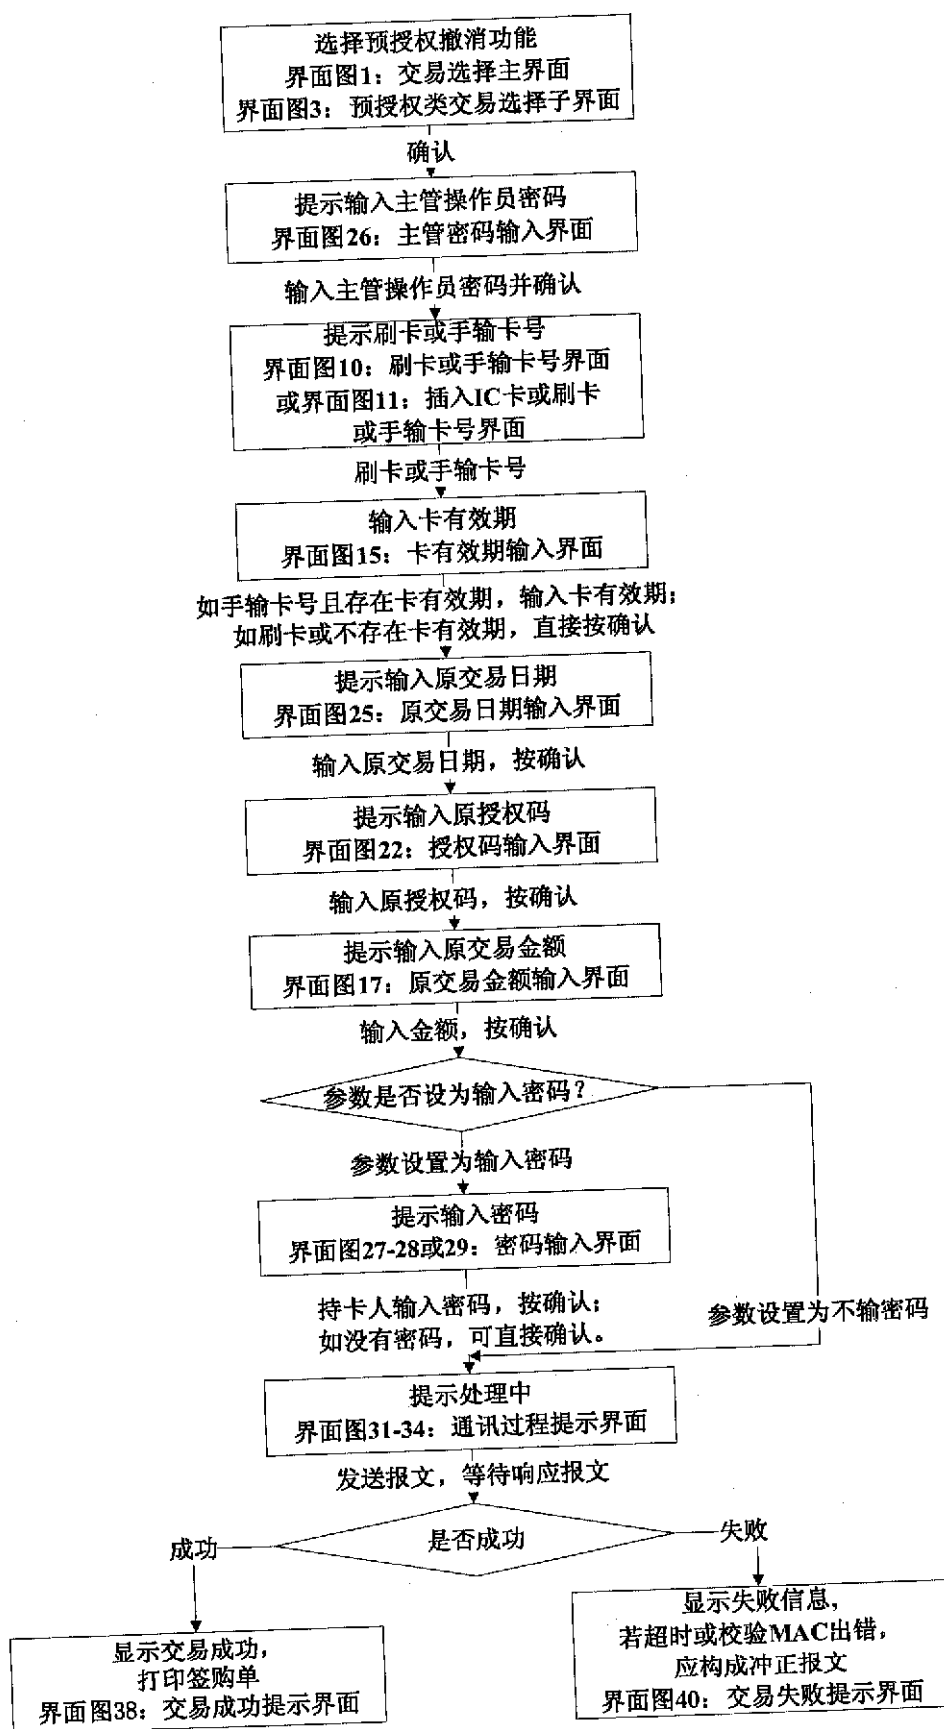 选择预授权撤消功能
界面图1：交易选择主界面
界面图3：预授权类交易选择子界面
确认
提示输入主管操作员密码
界面图26：主管密码输入界面
输入主管操作员密码并确认
提示刷卡或手输卡号
界面图10：刷卡或手输卡号界面
或界面图11：插入IC卡或刷卡
或手输卡号界面
刷卡或手输卡号
输入卡有效期
界面图15：卡有效期输入界面
如手输卡号且存在卡有效期，输入卡有效期；
如刷卡或不存在卡有效期，直接按确认
提示输入原交易日期
界面图25：原交易日期输入界面
输入原交易日期，按确认
提示输入原授权码
界面图22：授权码输入界面
输入原授权码，按确认
提示输入原交易金额
界面图17：原交易金额输入界面
输入金额，按确认
参数是否设为输入密码？
参数设置为输入密码
提示输入密码
界面图27-28或29：密码输入界面
持卡人输入密码，按确认；
如没有密码，可直接确认。
参数设置为不输密码
提示处理中
界面图31-34：通讯过程提示界面
发送报文，等待响应报文
是否成功
成功
失败
显示交易成功，
打印签购单
界面图38：交易成功提示界面
显示失败信息，
若超时或校验MAC出错，
应构成冲正报文
界面图40：交易失败提示界面